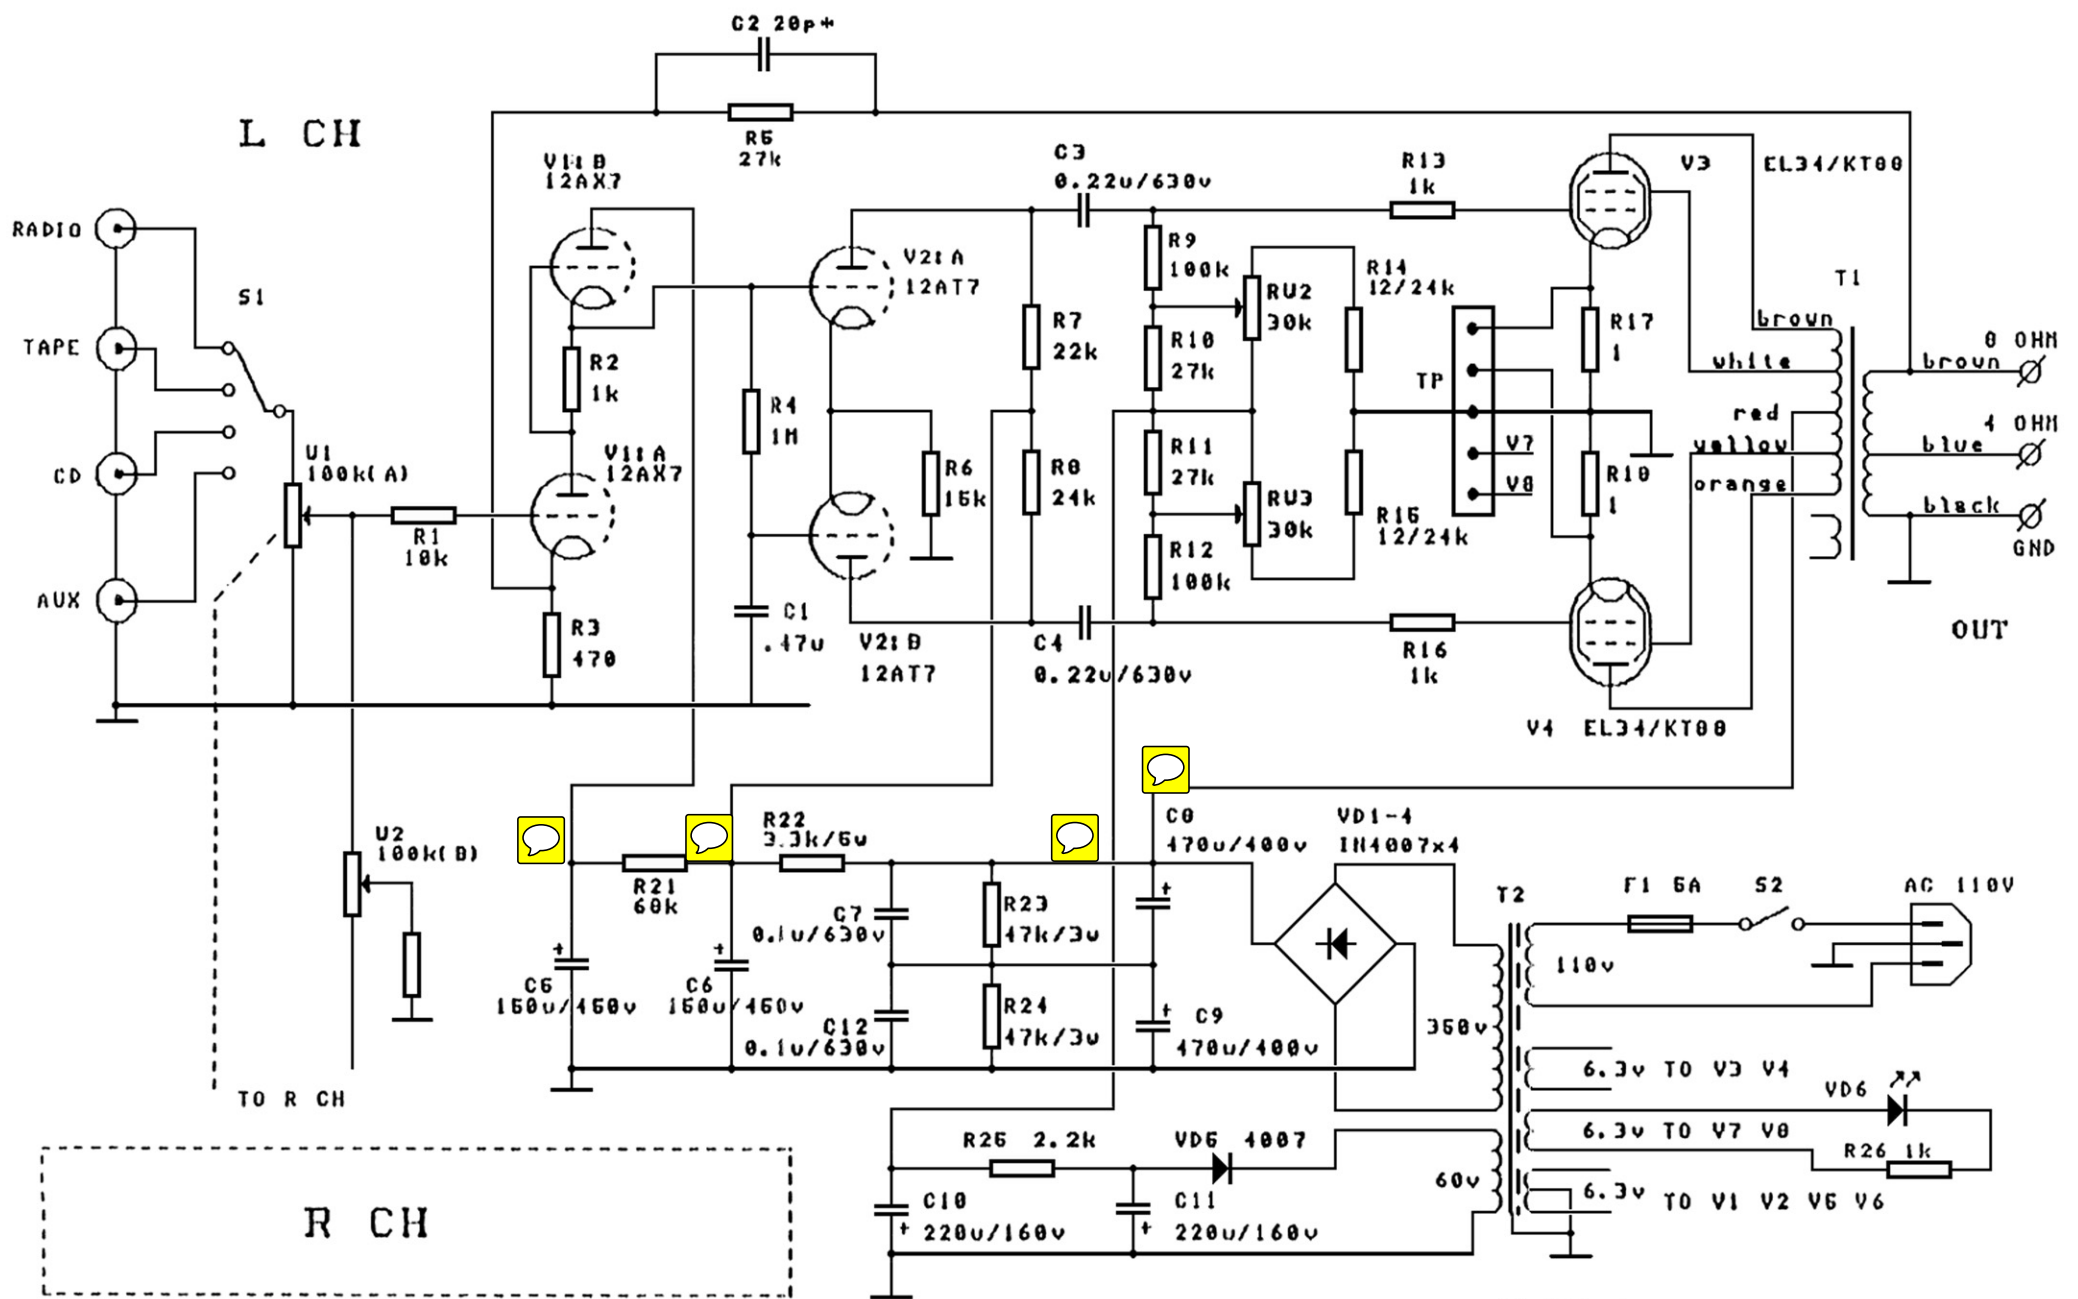 C2 20p*
L CH
R5
27k
V1:B
12AX7
C3
0.22u/630v
R13
1k
V3
EL34/KT88
RADIO
TAPE
CD
AUX
S1
W1
100k(A)
R1
10k
R2
1k
V1:A
12AX7
R3
470
R4
1M
C1
.47u
V2:A
12AT7
V2:B
12AT7
R6
15k
R7
22k
R8
24k
C4
0.22u/630v
R9
100k
R10
27k
R11
27k
R12
100k
RW2
30k
RW3
30k
R14
12/24k
R15
12/24k
TP
V7
V8
R17
1
R18
1
R16
1k
V4 EL34/KT88
T1
brown
white
red
yellow
orange
8 OHM
brown
4 OHM
blue
black
GND
OUT
W2
100k(B)
TO R CH
R CH
R21
68k
R22
3.3k/5w
C5
150u/450v
C6
150u/450v
C7
0.1u/630v
C12
0.1u/630v
R23
47k/3w
R24
47k/3w
C8
470u/400v
C9
470u/400v
VD1-4
IN4007x4
T2
F1 5A
S2
AC 110V
110v
350v
6.3v TO V3 V4
VD6
6.3v TO V7 V8
R26 1k
6.3v TO V1 V2 V5 V6
60v
R25 2.2k
VD5 4007
C10
220u/160v
C11
220u/160v